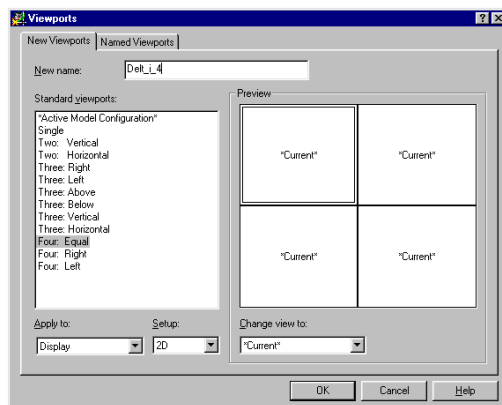 Viewports
New Viewports
Named Viewports
New name:
Delt_i_4
Standard viewports:
*Active Model Configuration*
Single
Two: Vertical
Two: Horizontal
Three: Right
Three: Left
Three: Above
Three: Below
Three: Vertical
Three: Horizontal
Four: Equal
Four: Right
Four: Left
Preview
*Current*
*Current*
*Current*
*Current*
Apply to:
Setup:
Change view to:
Display
2D
*Current*
OK
Cancel
Help